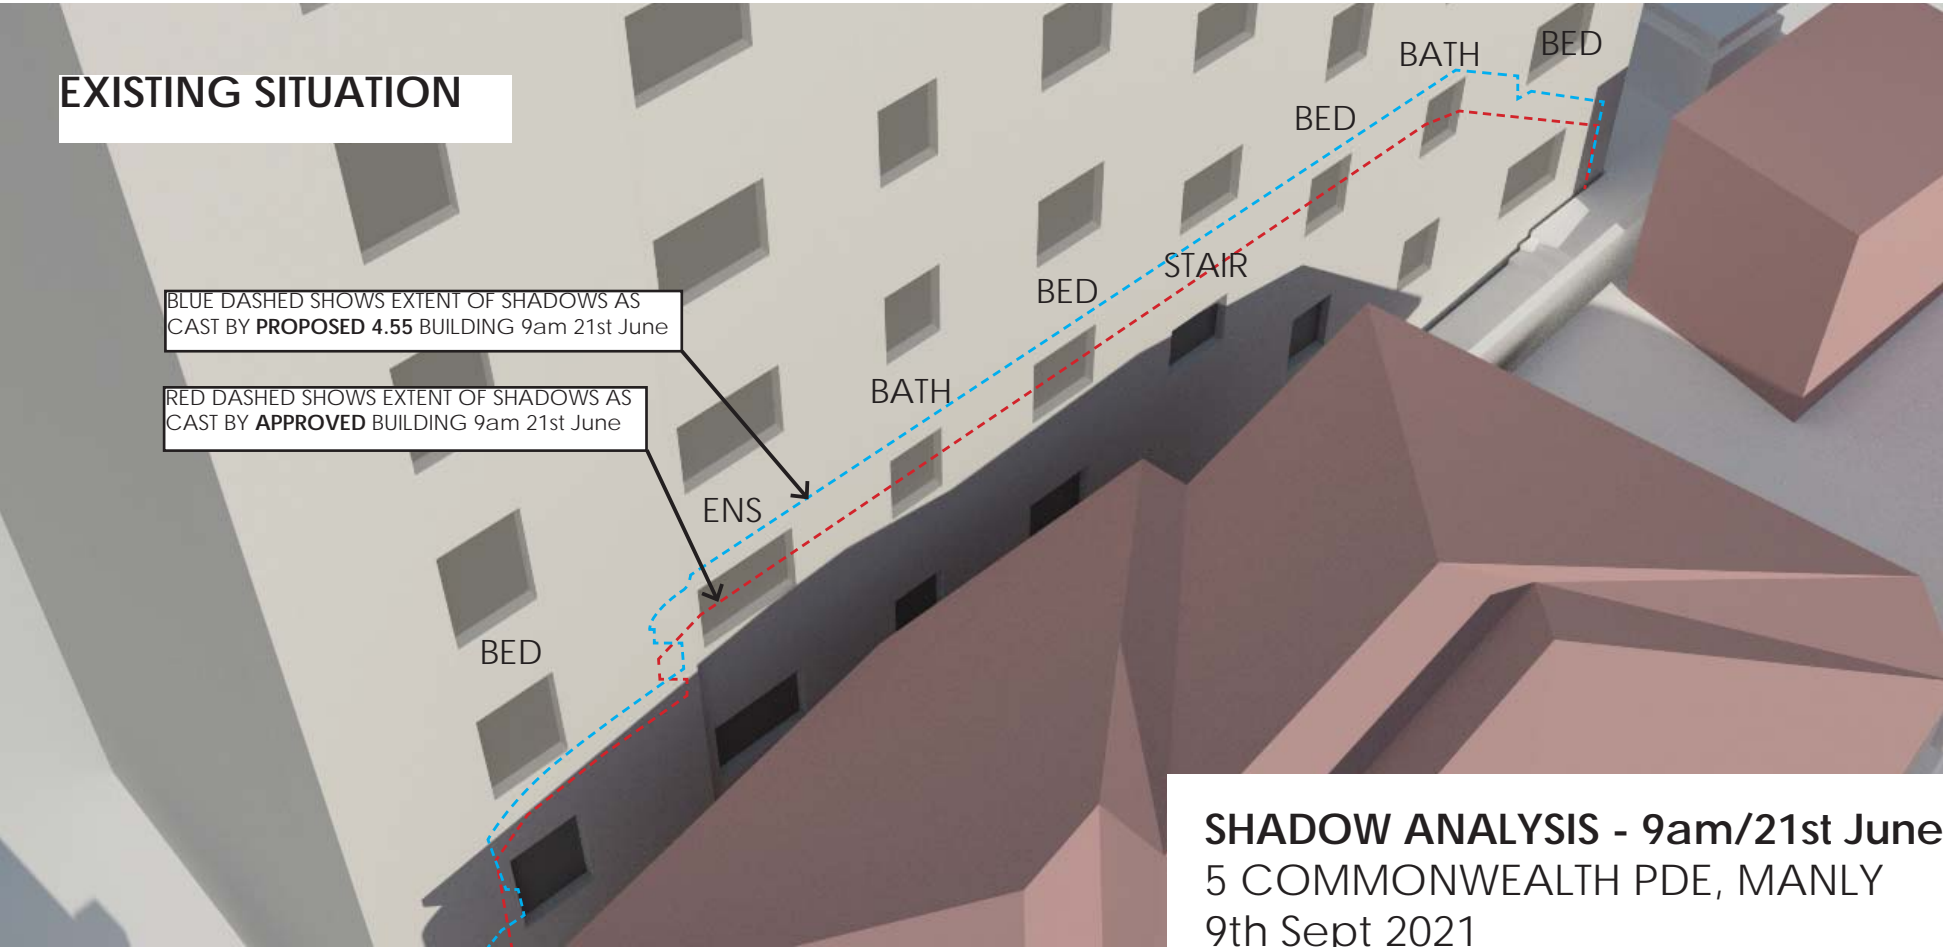 EXISTING SITUATION
BATH
BED
BED
BLUE DASHED SHOWS EXTENT OF SHADOWS AS
CAST BY PROPOSED 4.55 BUILDING 9am 21st June
STAIR
BED
RED DASHED SHOWS EXTENT OF SHADOWS AS
CAST BY APPROVED BUILDING 9am 21st June
BATH
ENS
BED
SHADOW ANALYSIS - 9am/21st June
5 COMMONWEALTH PDE, MANLY
9th Sept 2021